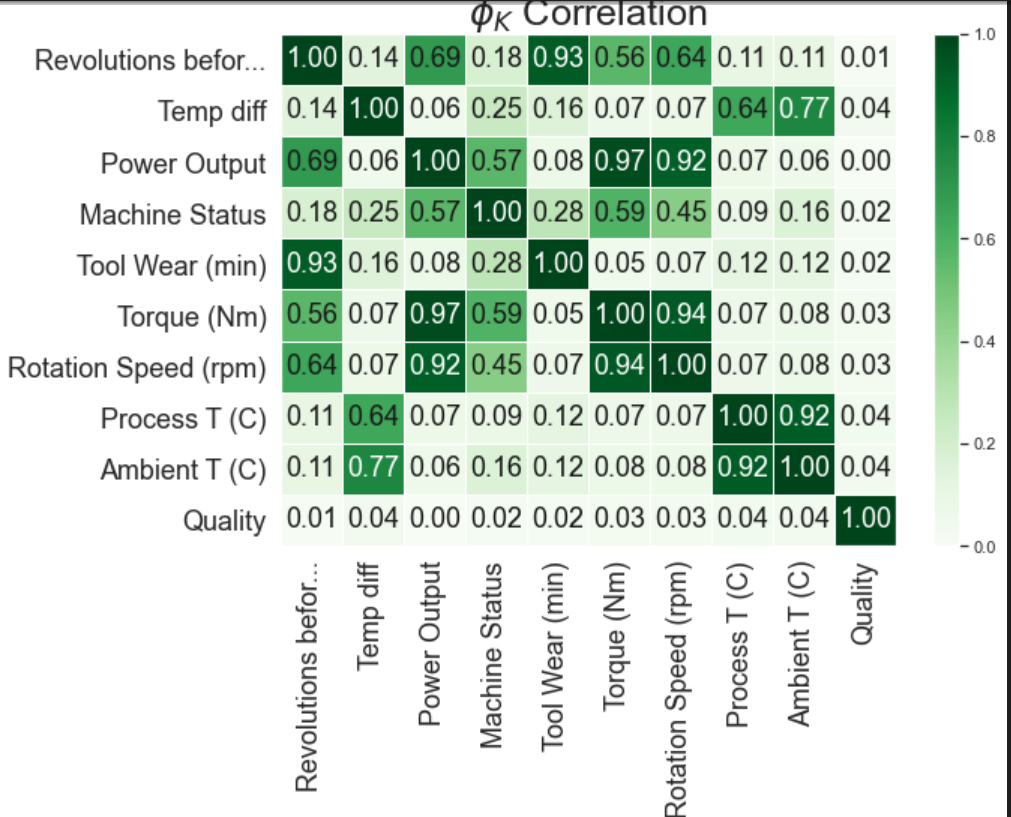 ϕK Correlation
Revolutions befor... 1.00 0.14 0.69 0.18 0.93 0.56 0.64 0.11 0.11 0.01
Temp diff 0.14 1.00 0.06 0.25 0.16 0.07 0.07 0.64 0.77 0.04
Power Output 0.69 0.06 1.00 0.57 0.08 0.97 0.92 0.07 0.06 0.00
Machine Status 0.18 0.25 0.57 1.00 0.28 0.59 0.45 0.09 0.16 0.02
Tool Wear (min) 0.93 0.16 0.08 0.28 1.00 0.05 0.07 0.12 0.12 0.02
Torque (Nm) 0.56 0.07 0.97 0.59 0.05 1.00 0.94 0.07 0.08 0.03
Rotation Speed (rpm) 0.64 0.07 0.92 0.45 0.07 0.94 1.00 0.07 0.08 0.03
Process T (C) 0.11 0.64 0.07 0.09 0.12 0.07 0.07 1.00 0.92 0.04
Ambient T (C) 0.11 0.77 0.06 0.16 0.12 0.08 0.08 0.92 1.00 0.04
Quality 0.01 0.04 0.00 0.02 0.02 0.03 0.03 0.04 0.04 1.00
Revolutions befor...
Temp diff
Power Output
Machine Status
Tool Wear (min)
Torque (Nm)
Rotation Speed (rpm)
Process T (C)
Ambient T (C)
Quality
1.0
0.8
0.6
0.4
0.2
0.0